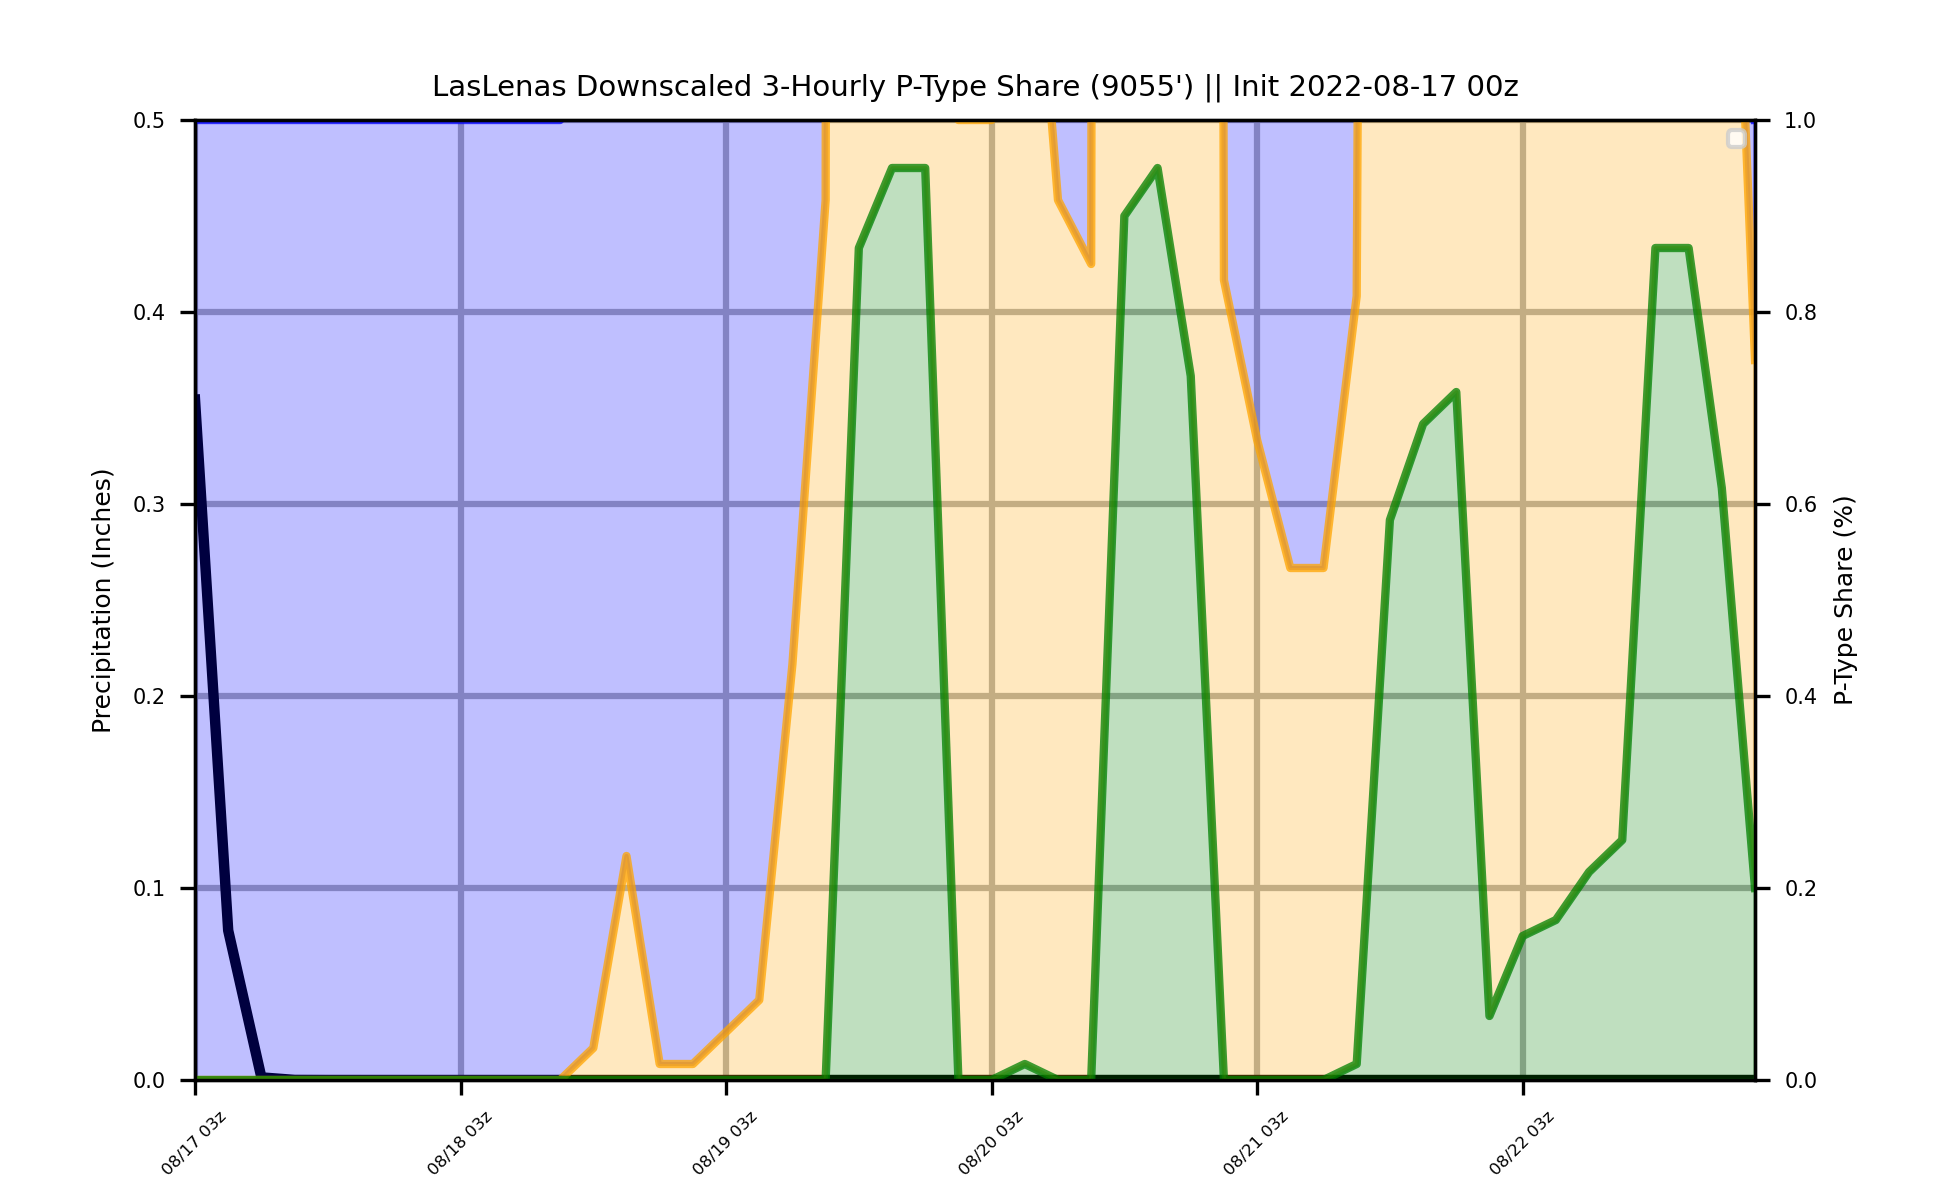 LasLenas Downscaled 3-Hourly P-Type Share (9055') || Init 2022-08-17 00z
0.5
0.4
0.3
0.2
0.1
0.0
Precipitation (Inches)
1.0
0.8
0.6
0.4
0.2
0.0
P-Type Share (%)
08/17 03z
08/18 03z
08/19 03z
08/20 03z
08/21 03z
08/22 03z